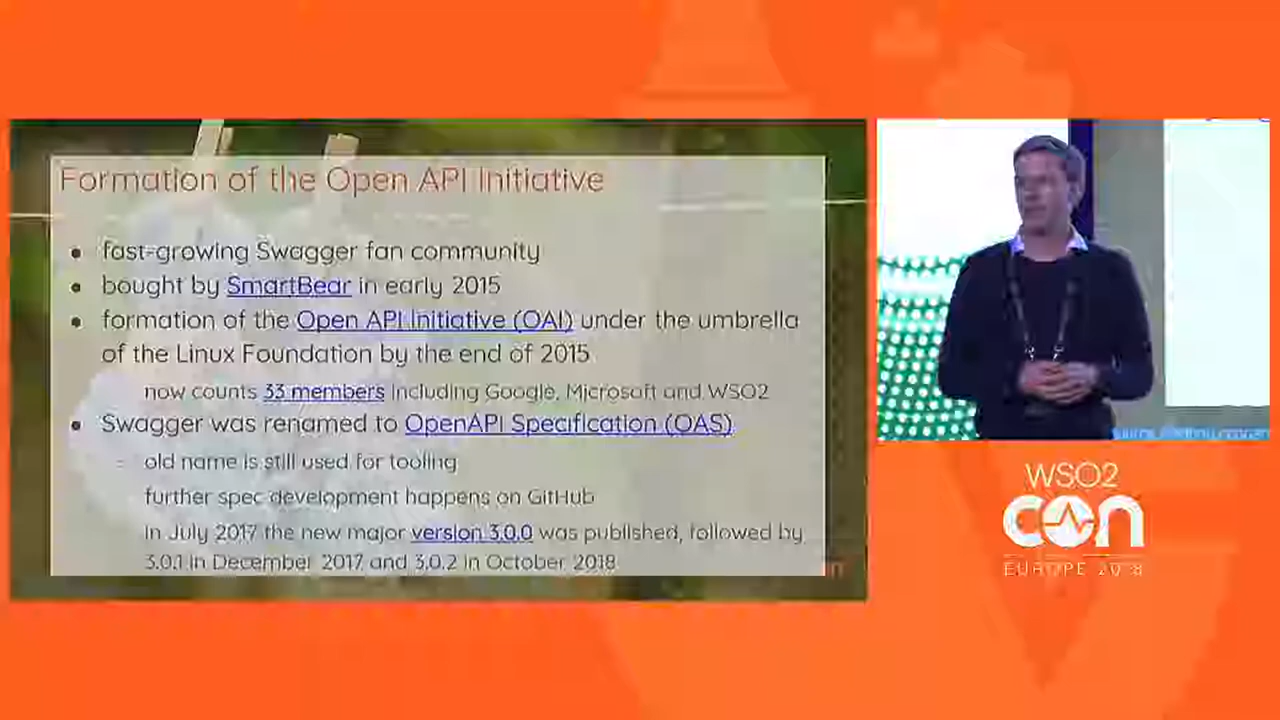 Formation of the Open API Initiative
fast-growing Swagger fan community
bought by SmartBear in early 2015
formation of the Open API Initiative (OAI) under the umbrella
of the Linux Foundation by the end of 2015
now counts 33 members including Google, Microsoft and WSO2
Swagger was renamed to OpenAPI Specification (OAS)
old name is still used for tooling
further spec development happens on GitHub
in July 2017 the new major version 3.0.0 was published, followed by
3.0.1 in December 2017 and 3.0.2 in October 2018
WSO2
con
EUROPE 2018